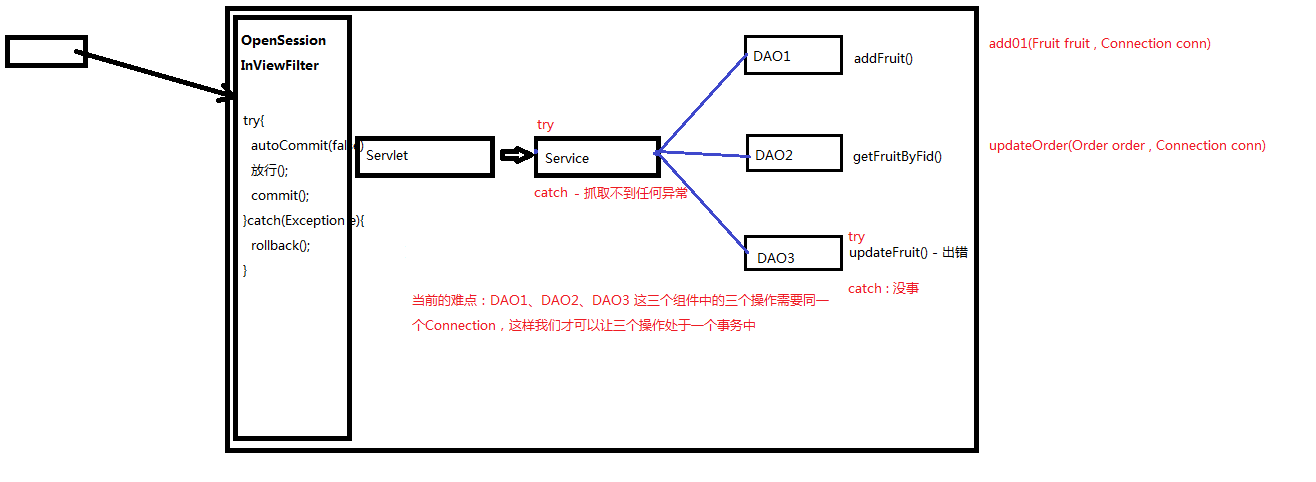 OpenSession
InViewFilter
try{
autoCommit(false)
放行();
commit();
}catch(Exception e){
rollback();
}
Servlet
try
Service
catch - 抓取不到任何异常
DAO1
addFruit()
add01(Fruit fruit , Connection conn)
DAO2
getFruitByFid()
updateOrder(Order order , Connection conn)
try
updateFruit() - 出错
DAO3
catch : 没事
当前的难点：DAO1、DAO2、DAO3 这三个组件中的三个操作需要同一
个Connection，这样我们才可以让三个操作处于一个事务中